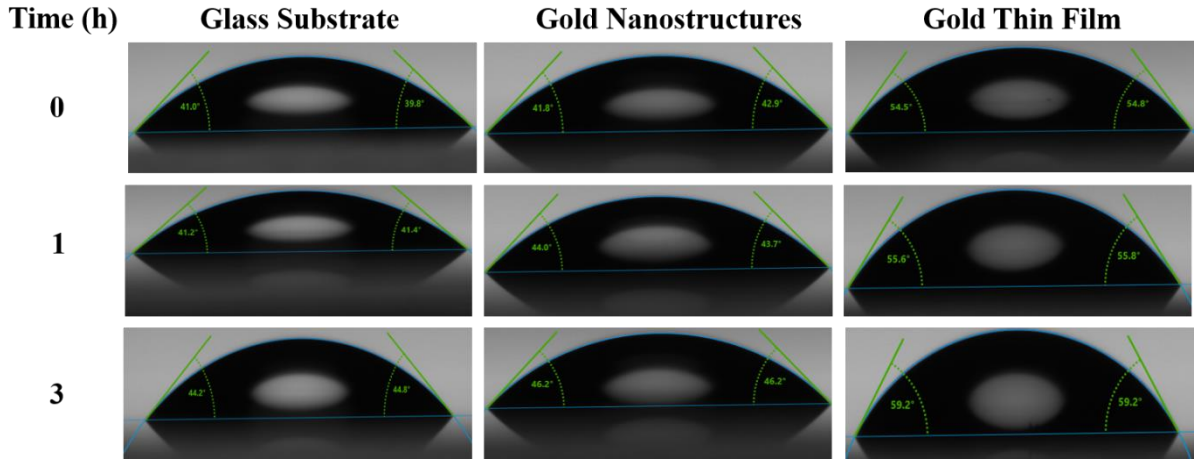 Time (h) Glass Substrate Gold Nanostructures Gold Thin Film
0 41.0° 39.8° 41.8° 42.9° 54.5° 54.8°
1 41.2° 41.4° 44.0° 43.7° 55.6° 55.8°
3 44.2° 44.8° 46.2° 46.2° 59.2° 59.2°